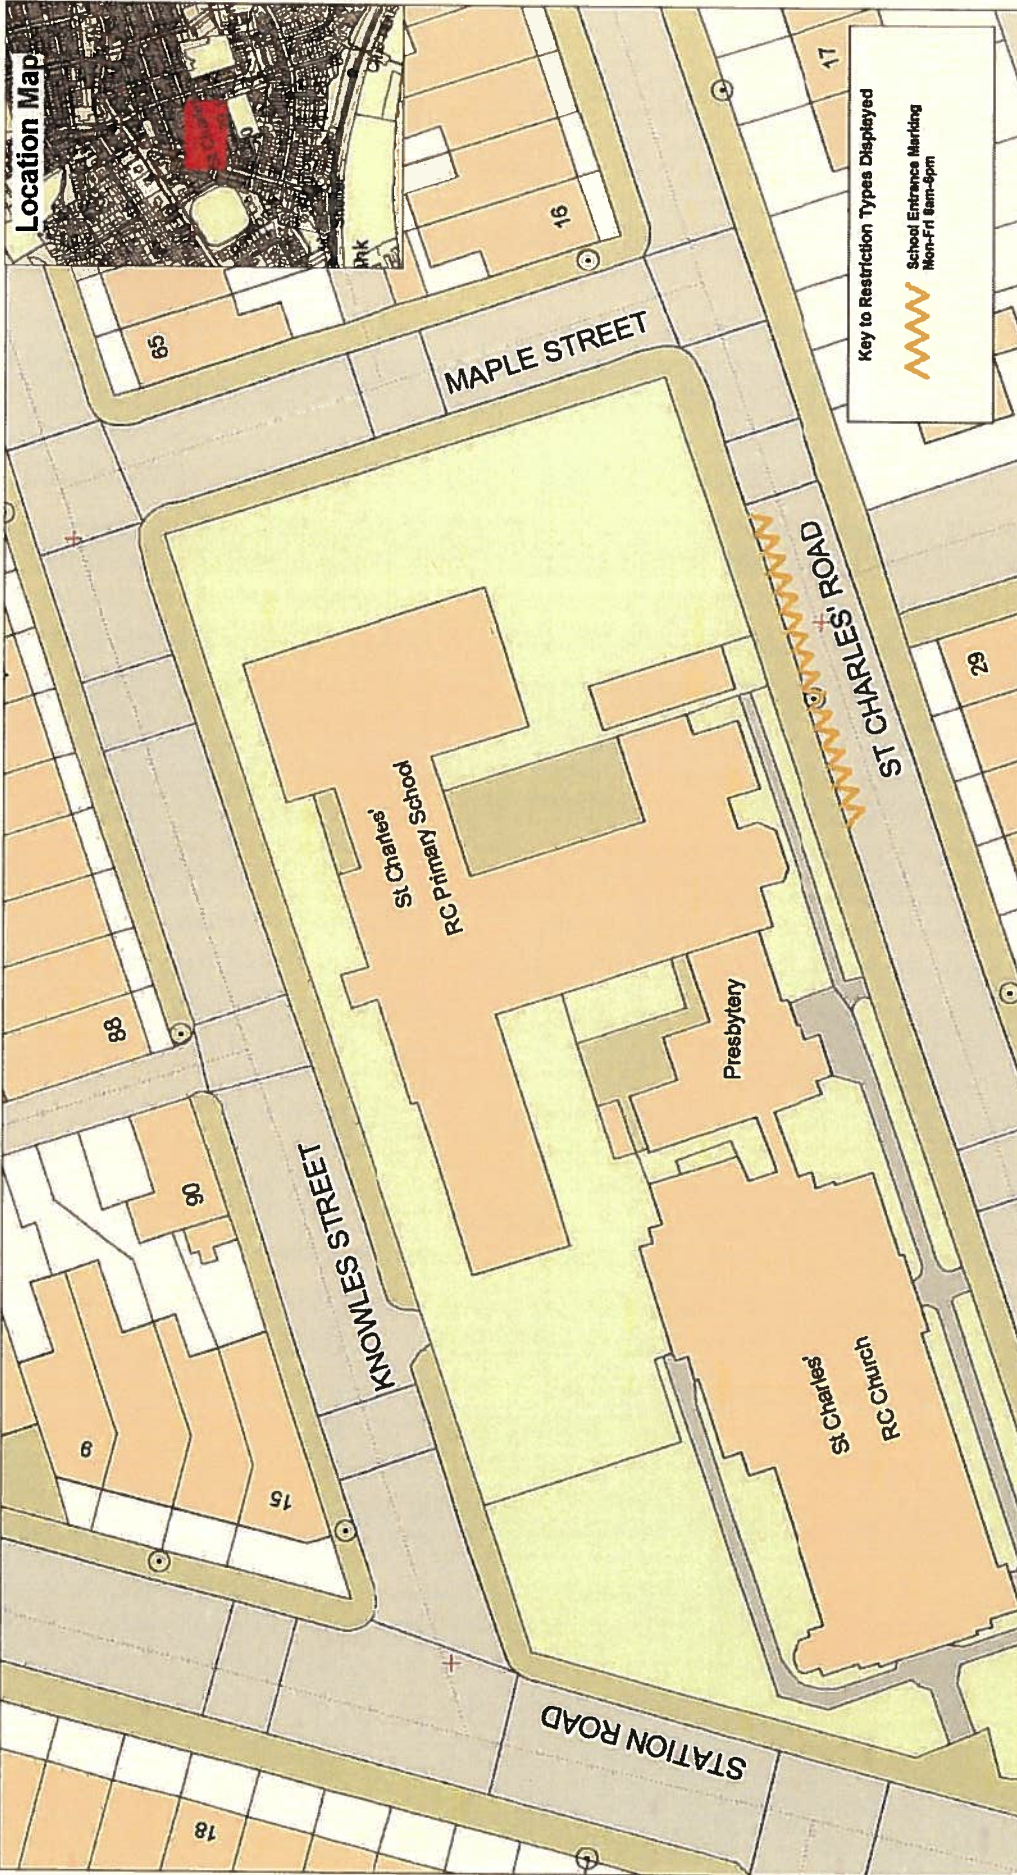 Location Map
Key to Restriction Types Displayed
School Entrance Marking
Mon-Fri 8am-6pm
MAPLE STREET
ST CHARLES' ROAD
KNOWLES STREET
STATION ROAD
St Charles'
RC Primary School
Presbytery
St Charles'
RC Church
65
16
17
29
88
90
9
15
18